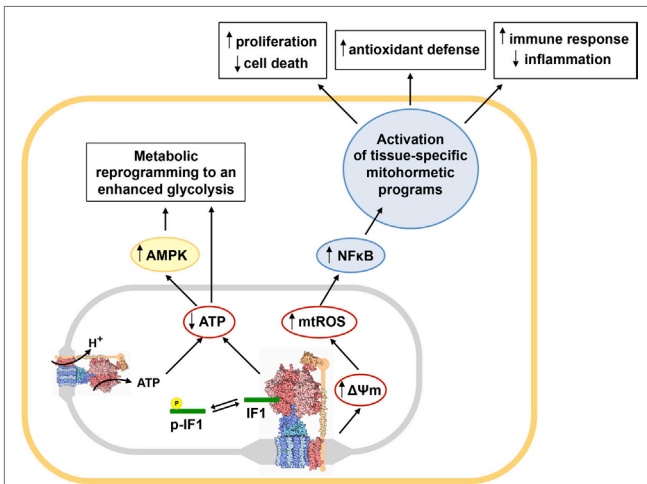 ↑ proliferation
↓ cell death
↑ antioxidant defense
↑ immune response
↓ inflammation
Activation
of tissue-specific
mitohormetic
programs
Metabolic
reprogramming to an
enhanced glycolysis
↑ AMPK
↑ NFκB
↓ ATP
↑ mtROS
H+
ATP
↑ ΔΨm
P
p-IF1
IF1